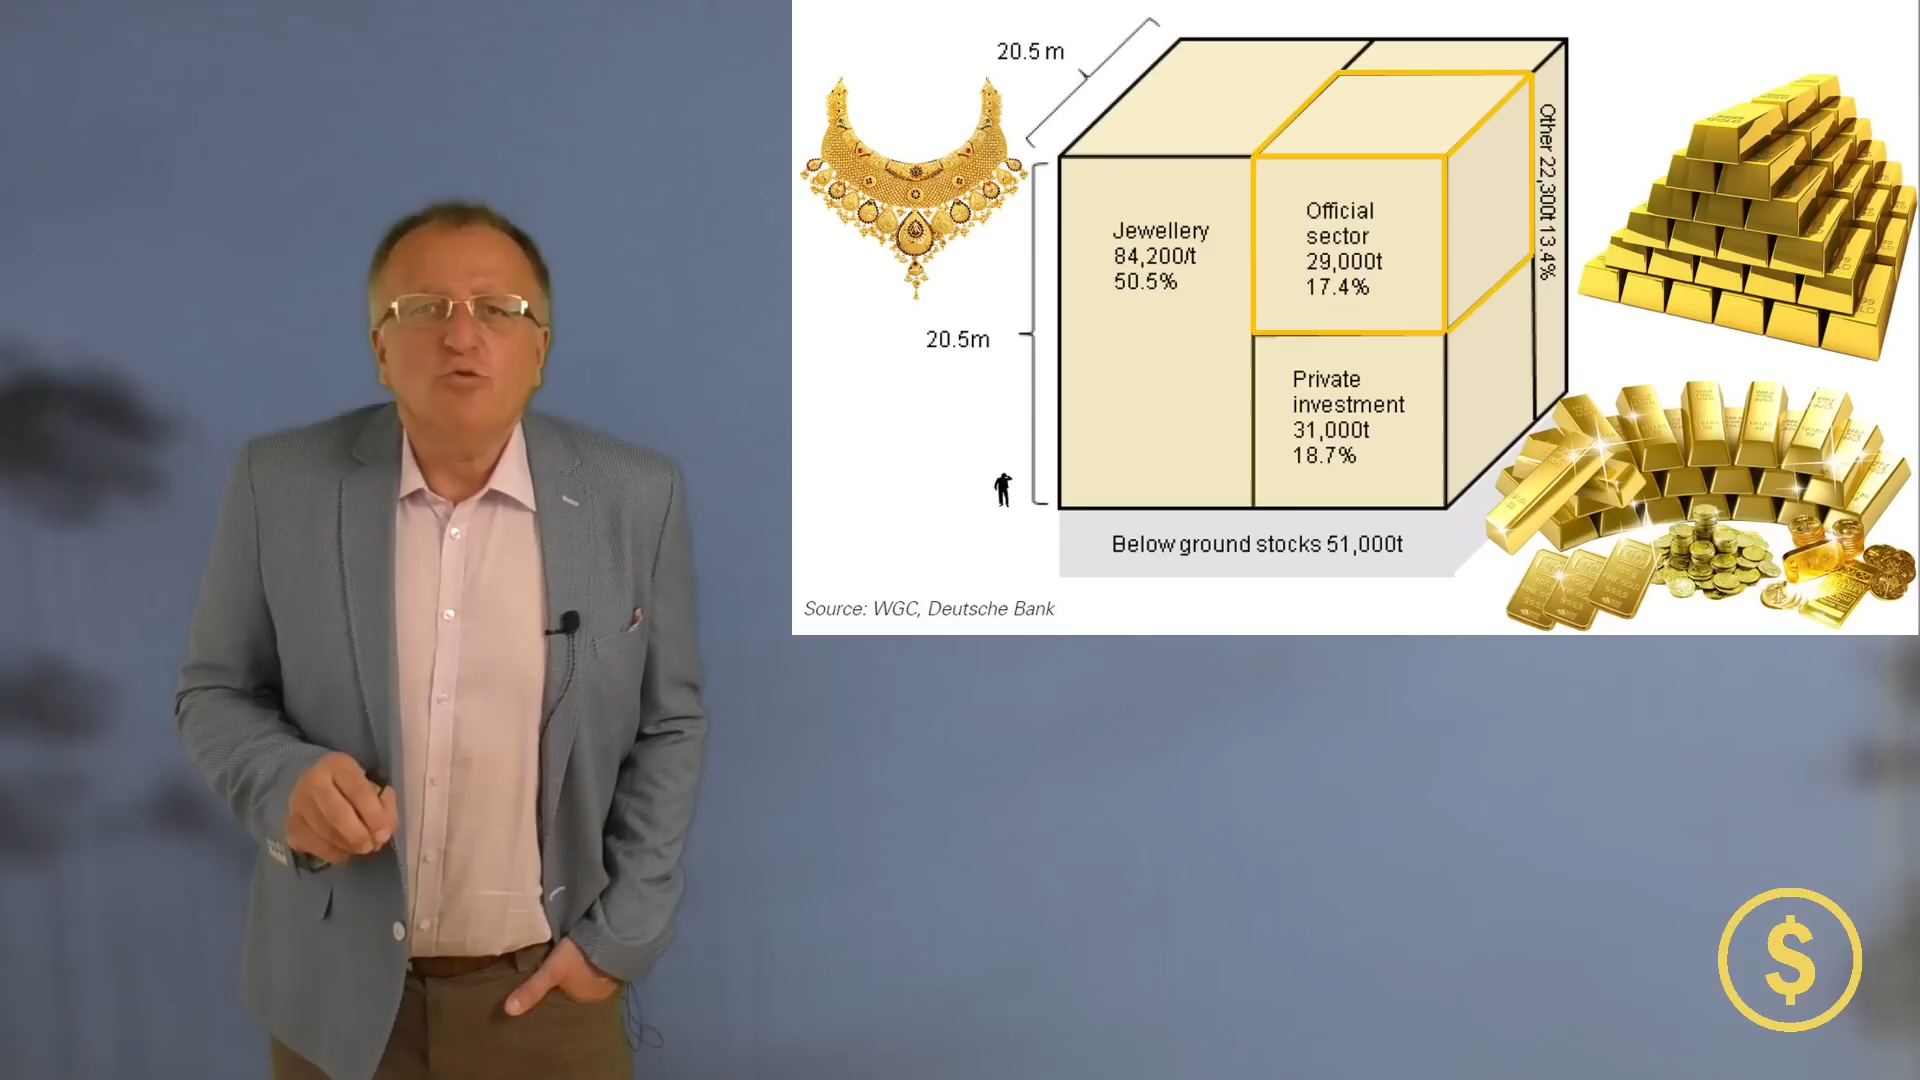 20.5 m
Jewellery
84,200/t
50.5%
Official
sector
29,000t
17.4%
Other 22,300t 13.4%
20.5m
Private
investment
31,000t
18.7%
Below ground stocks 51,000t
Source: WGC, Deutsche Bank
$